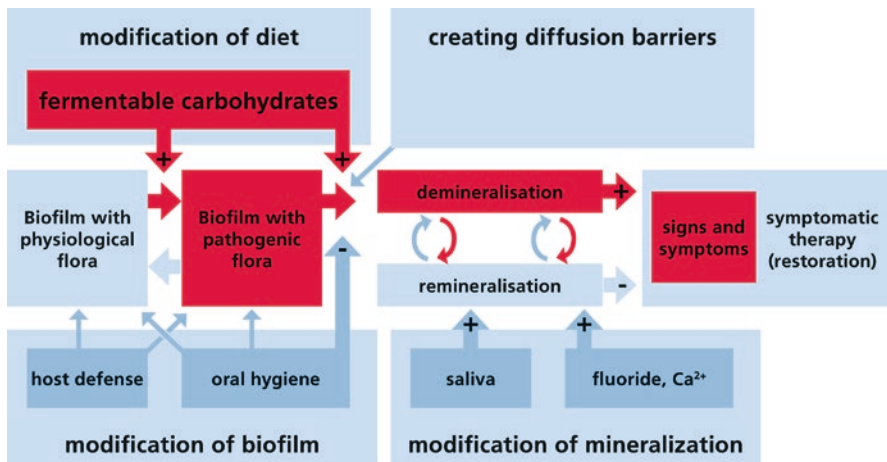 modification of diet
creating diffusion barriers
fermentable carbohydrates
+
+
Biofilm with
physiological
flora
Biofilm with
pathogenic
flora
demineralisation
+
signs and
symptoms
symptomatic
therapy
(restoration)
-
remineralisation
-
+
+
host defense
oral hygiene
saliva
fluoride, Ca²⁺
modification of biofilm
modification of mineralization